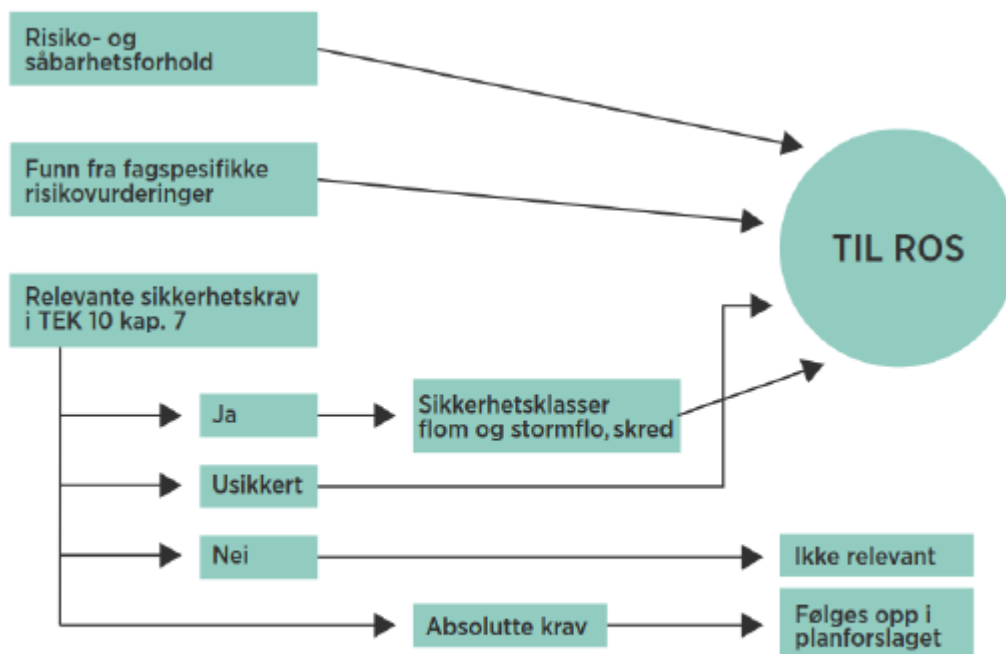 Risiko- og
såbarhetsforhold
Funn fra fagspesifikke
risikovurderinger
TIL ROS
Relevante sikkerhetskrav
i TEK 10 kap. 7
Ja
Sikkerhetsklasser
flom og stormflo, skred
Usikkert
Nei
Ikke relevant
Absolutte krav
Følges opp i
planforslaget